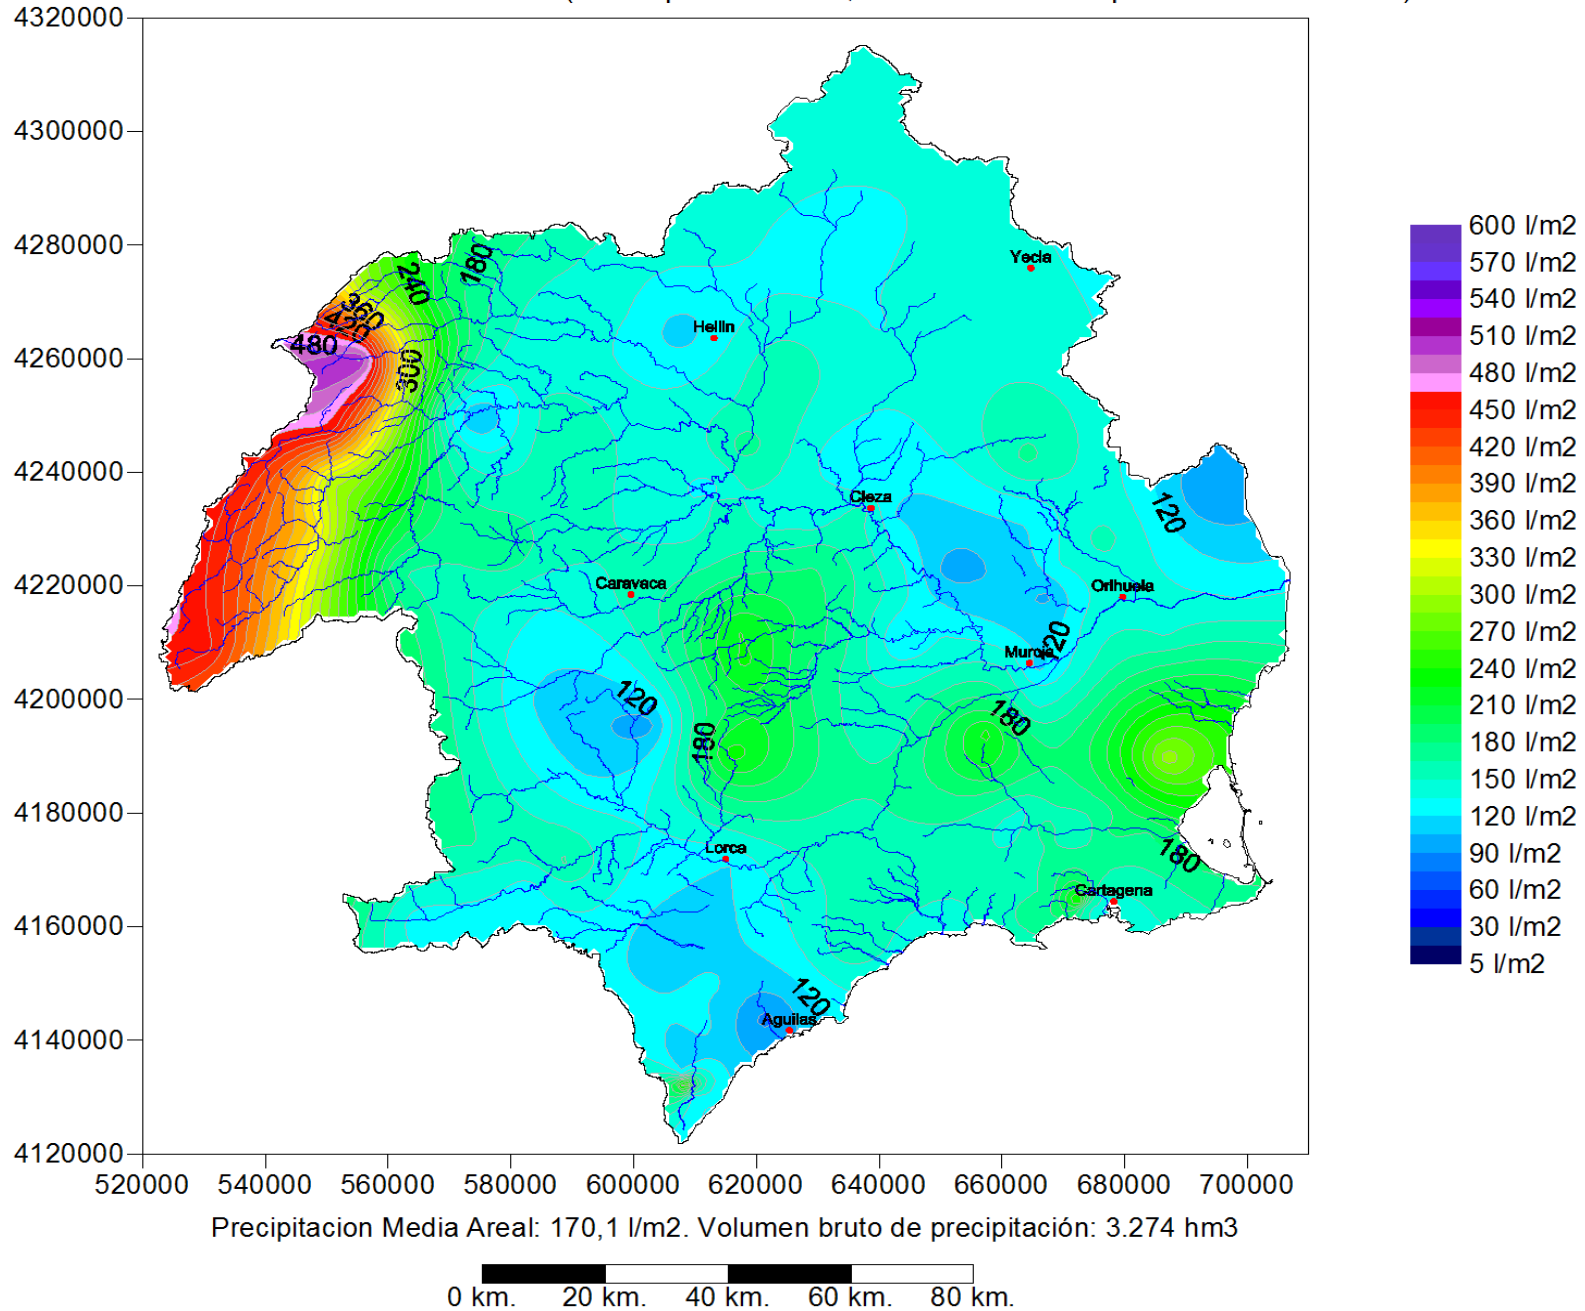 4320000
4300000
4280000
4260000
4240000
4220000
4200000
4180000
4160000
4140000
4120000
520000 540000 560000 580000 600000 620000 640000 660000 680000 700000
180
240
360
420
480
300
Yecla
Hellin
Cieza
120
Caravaca
Orihuela
120
Murcia
120
180
180
Lorca
180
Cartagena
120
Aguilas
600 l/m2
570 l/m2
540 l/m2
510 l/m2
480 l/m2
450 l/m2
420 l/m2
390 l/m2
360 l/m2
330 l/m2
300 l/m2
270 l/m2
240 l/m2
210 l/m2
180 l/m2
150 l/m2
120 l/m2
90 l/m2
60 l/m2
30 l/m2
5 l/m2
Precipitacion Media Areal: 170,1 l/m2. Volumen bruto de precipitación: 3.274 hm3
0 km. 20 km. 40 km. 60 km. 80 km.